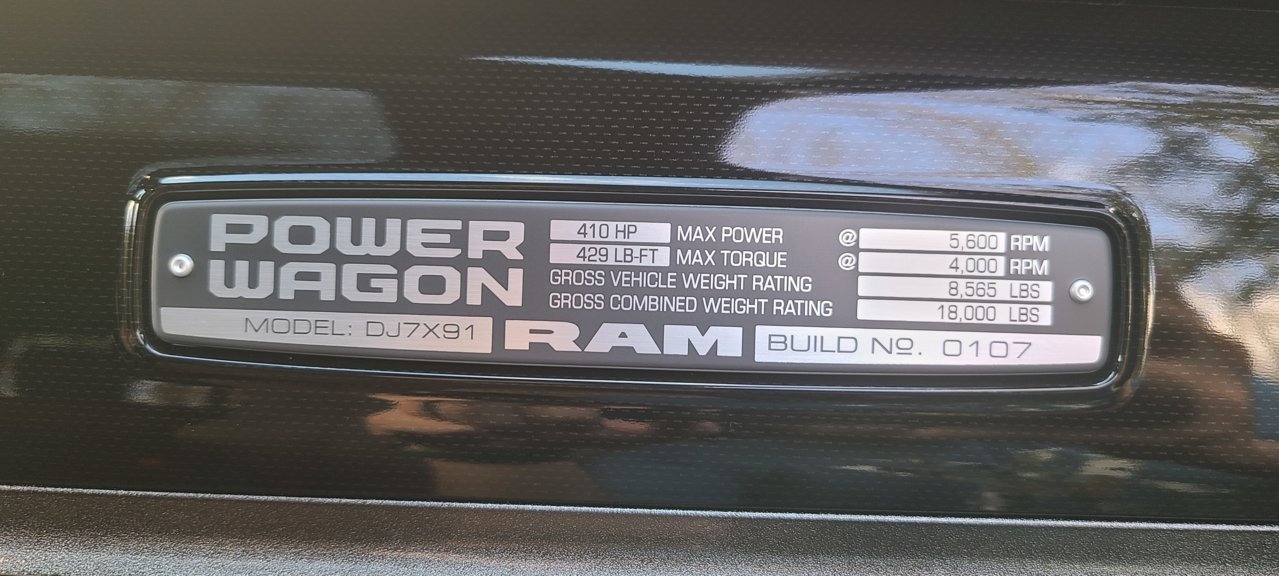 POWER
WAGON
410 HP MAX POWER @ 5,600 RPM
429 LB-FT MAX TORQUE @ 4,000 RPM
GROSS VEHICLE WEIGHT RATING 8,565 LBS
GROSS COMBINED WEIGHT RATING 18,000 LBS
MODEL: DJ7X91 RAM BUILD Nº. 0107